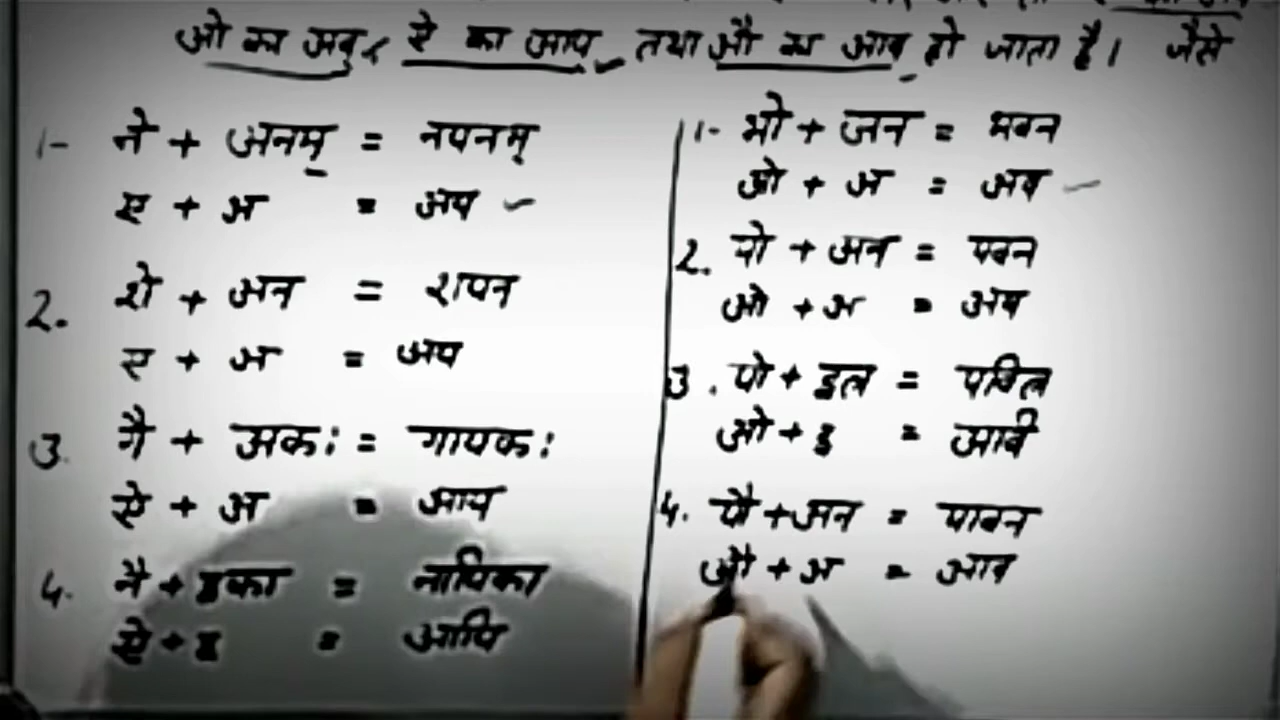 ओ का अव्, ऐ का आय्, तथा औ का आव् हो जाता है। जैसे
1- ने + अनम् = नयनम्
ए + अ = अय
2. शे + अन = शयन
ए + अ = अय
3. गै + अकः = गायकः
ऐ + अ = आय
4. नै + इका = नायिका
ऐ + इ = आयि
1- भो + अन = भवन
ओ + अ = अव
2. पो + अन = पवन
ओ + अ = अव
3. पो + इत्र = पवित्र
ओ + इ = अवि
4. पौ + अन = पावन
औ + अ = आव